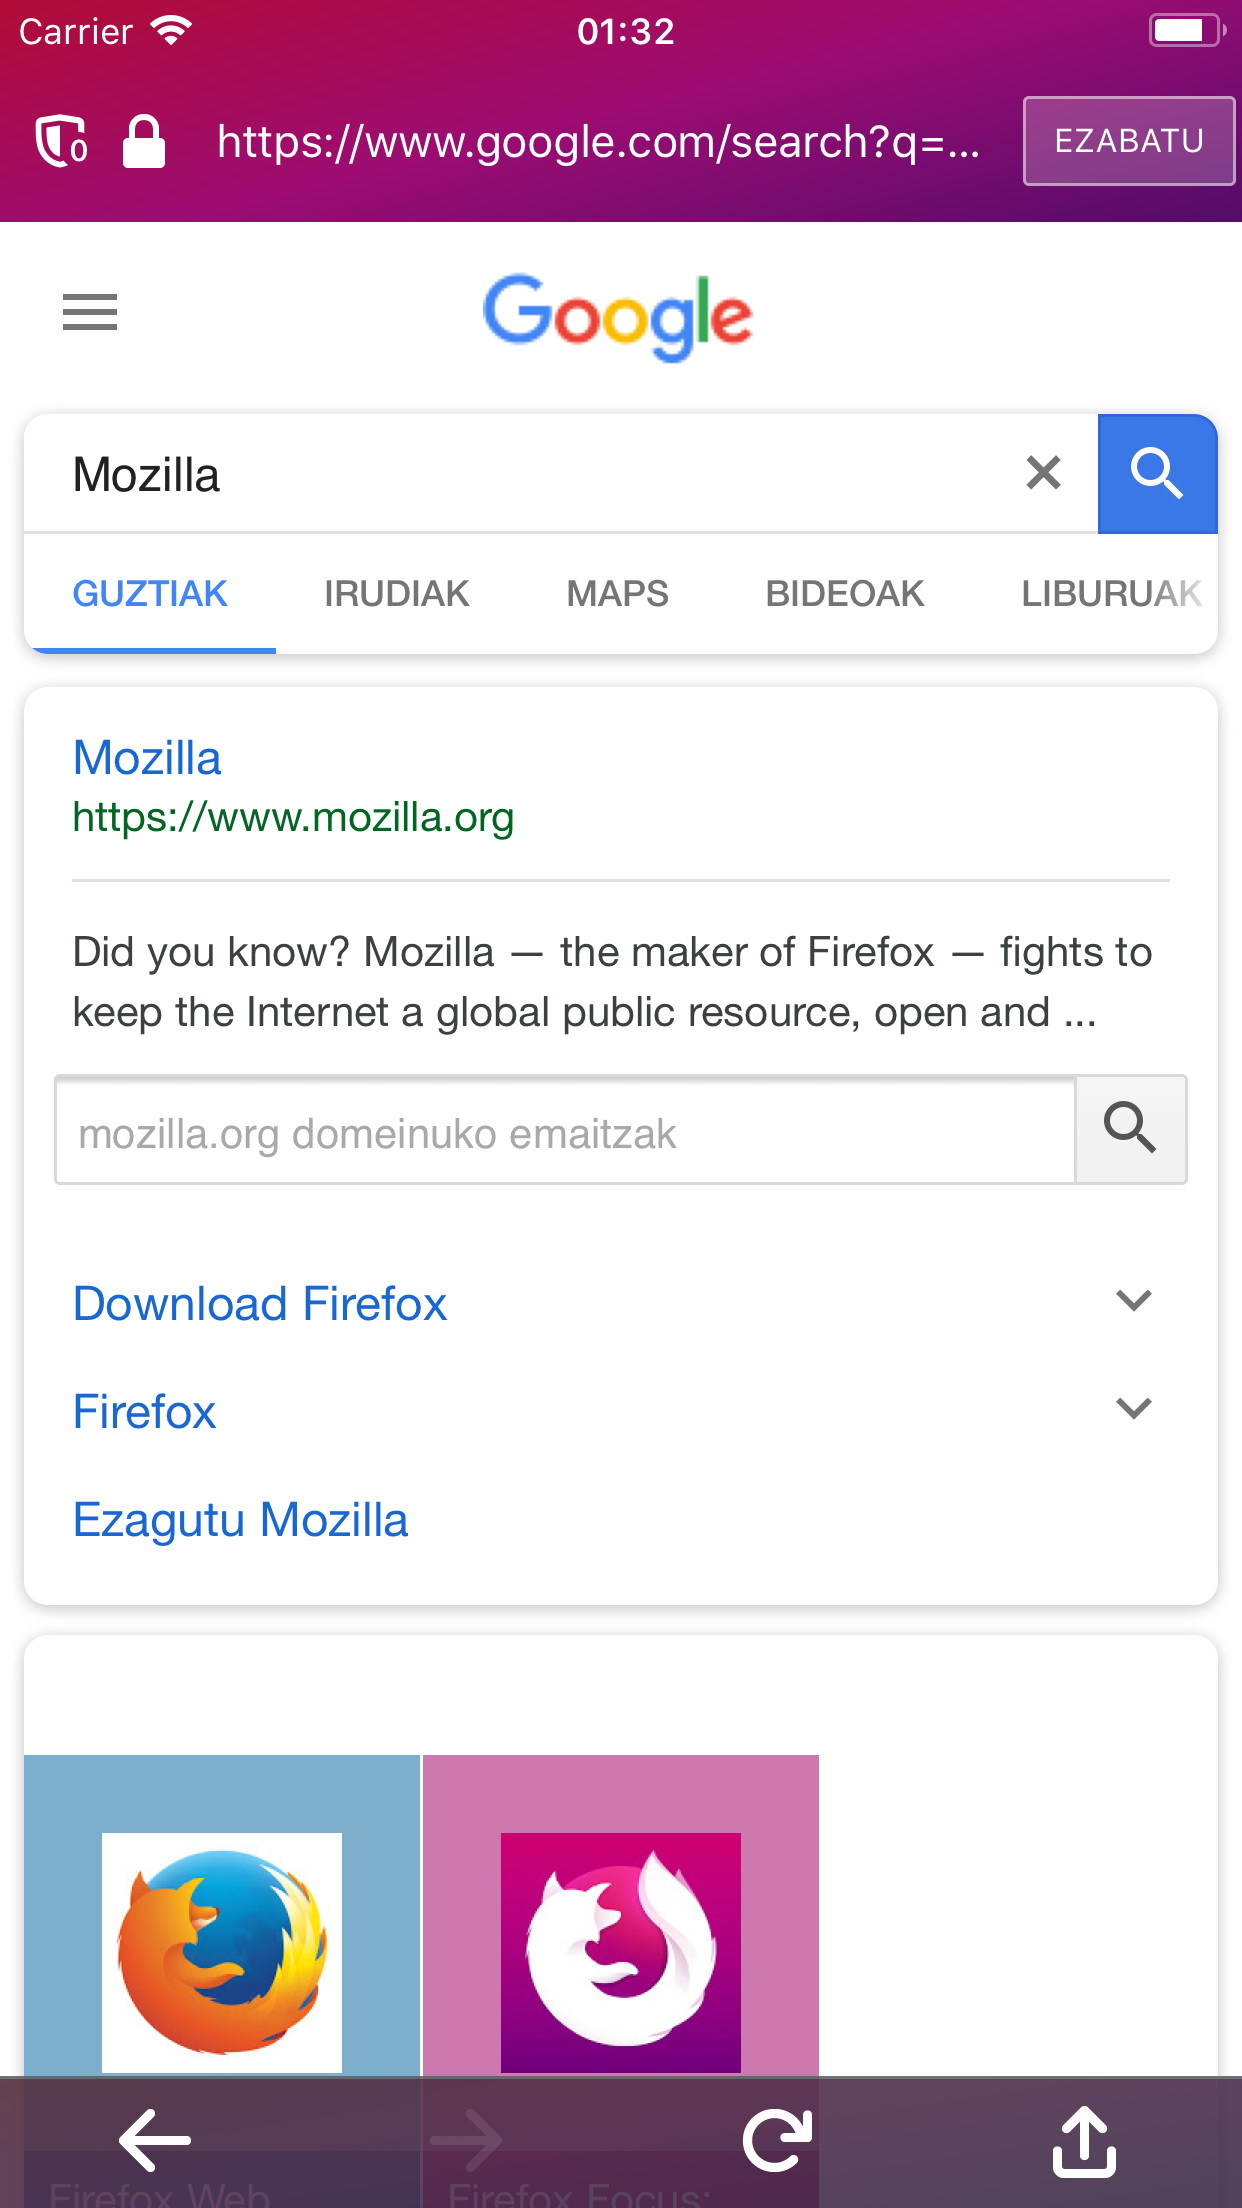 Carrier 01:32
0 https://www.google.com/search?q=... EZABATU
Google
Mozilla
GUZTIAK IRUDIAK MAPS BIDEOAK LIBURUAK
Mozilla
https://www.mozilla.org
Did you know? Mozilla — the maker of Firefox — fights to
keep the Internet a global public resource, open and ...
mozilla.org domeinuko emaitzak
Download Firefox
Firefox
Ezagutu Mozilla
Firefox Web Firefox Focus: